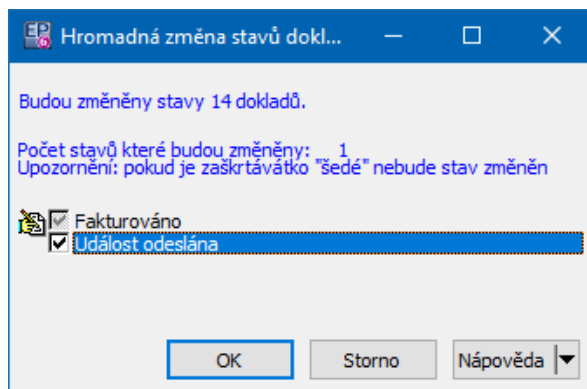 Hromadná změna stavů dokl...
Budou změněny stavy 14 dokladů.
Počet stavů které budou změněny: 1
Upozornění: pokud je zaškrtávátko "šedé" nebude stav změněn
Fakturováno
Událost odeslána
OK Storno Nápověda